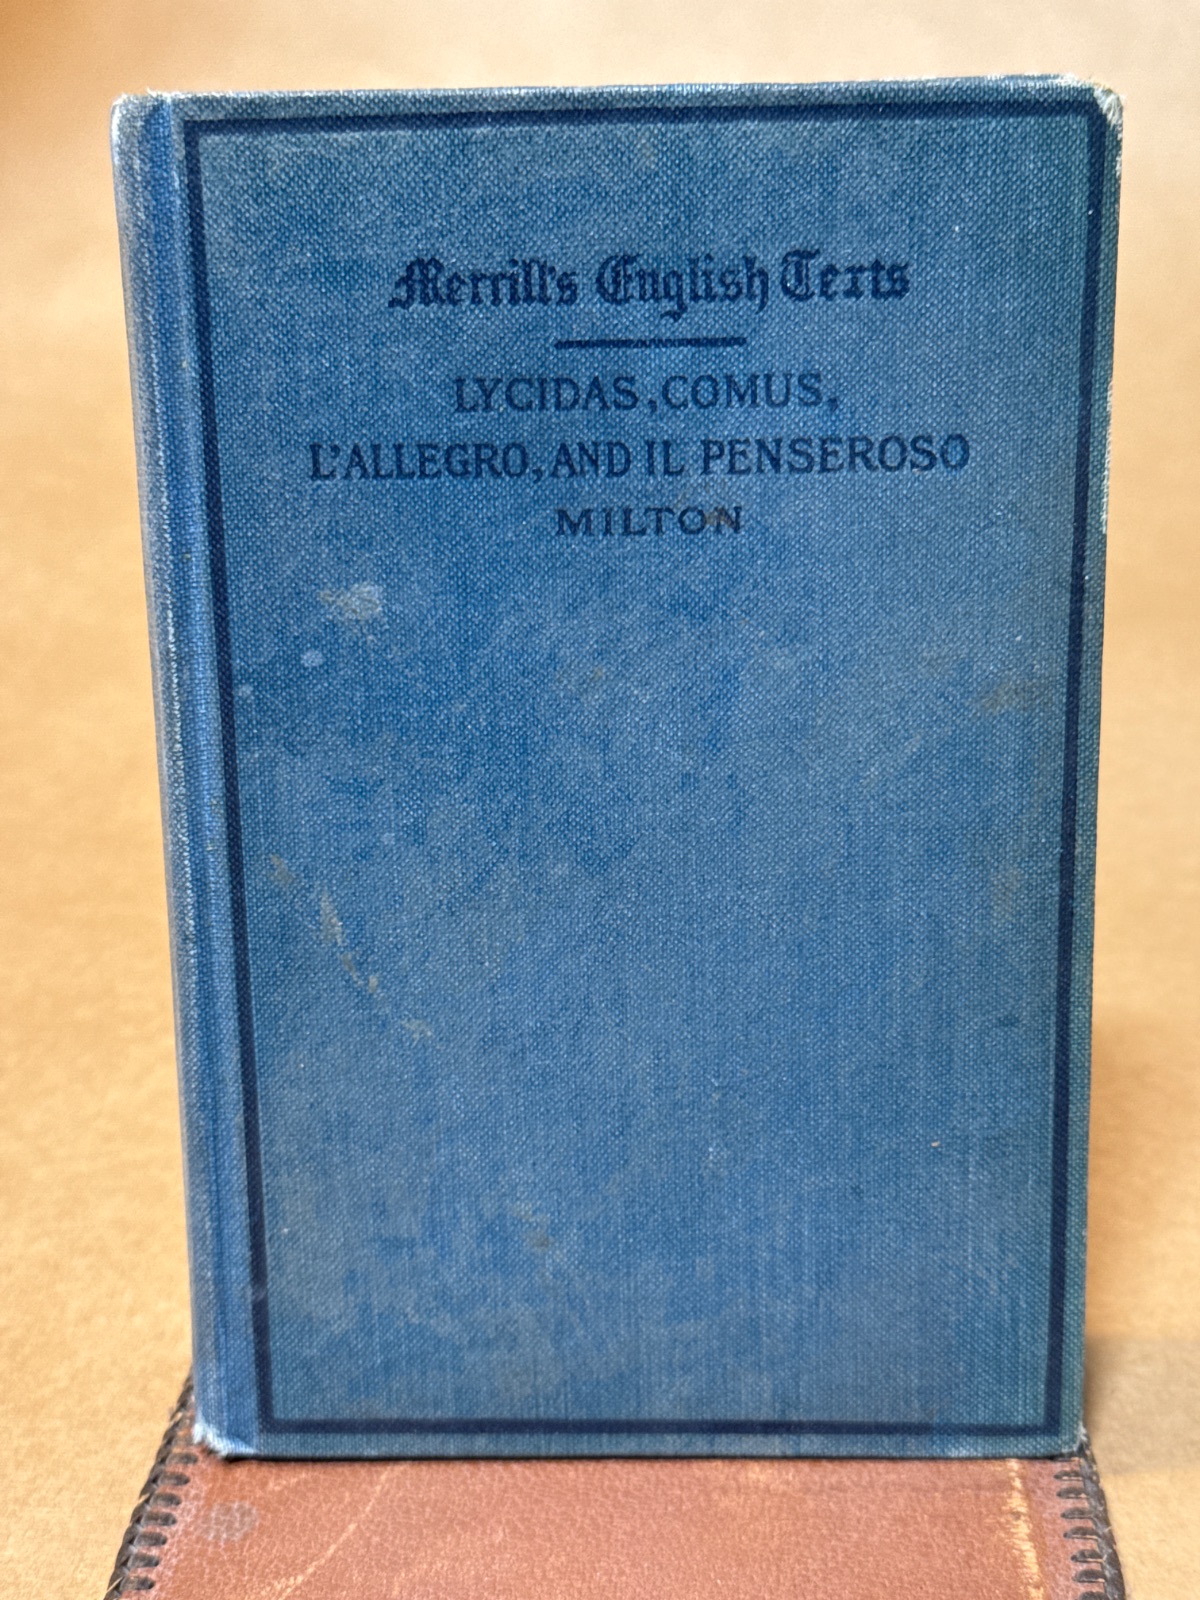 Merrill's English Texts
LYCIDAS, COMUS,
L'ALLEGRO, AND IL PENSEROSO
MILTON